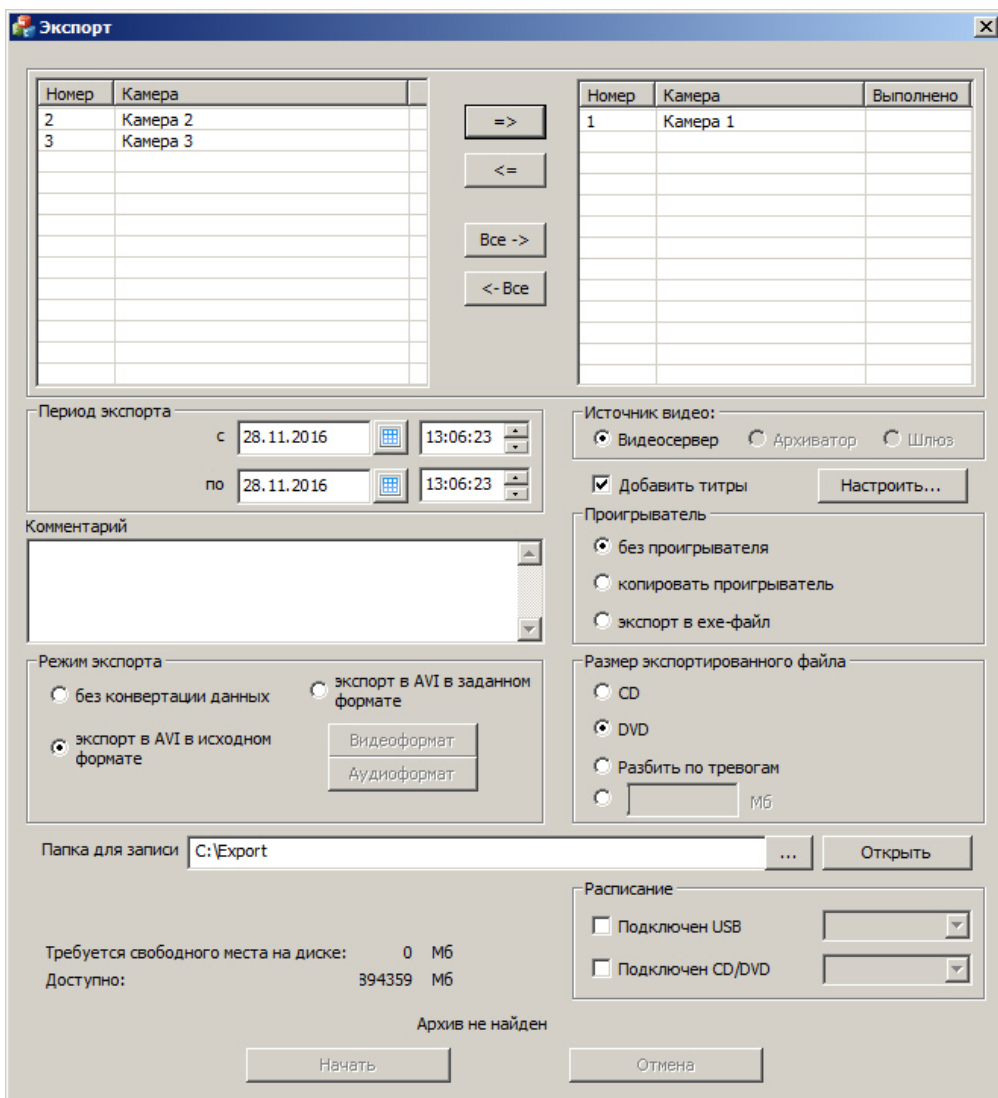 Экспорт
Номер Камера
2 Камера 2
3 Камера 3
=>
<=
Все ->
<- Все
Номер Камера Выполнено
1 Камера 1
Период экспорта
с 28.11.2016 13:06:23
по 28.11.2016 13:06:23
Источник видео:
Видеосервер Архиватор Шлюз
Добавить титры Настроить...
Комментарий
Проигрыватель
без проигрывателя
копировать проигрыватель
экспорт в exe-файл
Режим экспорта
без конвертации данных
экспорт в AVI в заданном
формате
экспорт в AVI в исходном
формате
Видеоформат
Аудиоформат
Размер экспортированного файла
CD
DVD
Разбить по тревогам
Мб
Папка для записи C:\Export ... Открыть
Расписание
Подключен USB
Подключен CD/DVD
Требуется свободного места на диске: 0 Мб
Доступно: 894359 Мб
Архив не найден
Начать Отмена